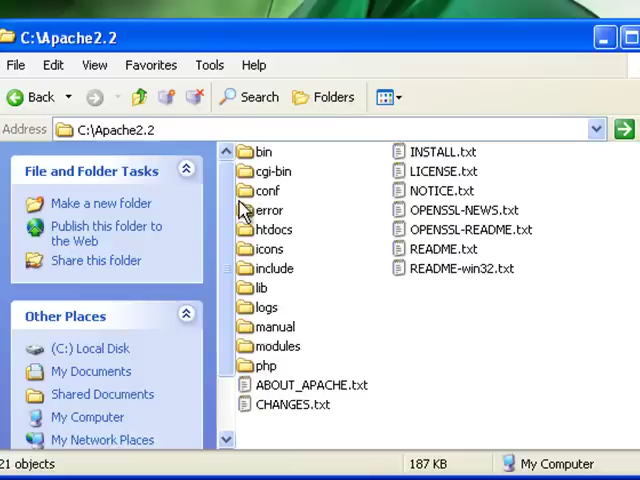 C:\Apache2.2
File Edit View Favorites Tools Help
Back Search Folders
Address C:\Apache2.2
File and Folder Tasks
Make a new folder
Publish this folder to
the Web
Share this folder
Other Places
(C:) Local Disk
My Documents
Shared Documents
My Computer
My Network Places
bin
cgi-bin
conf
error
htdocs
icons
include
lib
logs
manual
modules
php
ABOUT_APACHE.txt
CHANGES.txt
INSTALL.txt
LICENSE.txt
NOTICE.txt
OPENSSL-NEWS.txt
OPENSSL-README.txt
README.txt
README-win32.txt
21 objects 187 KB My Computer